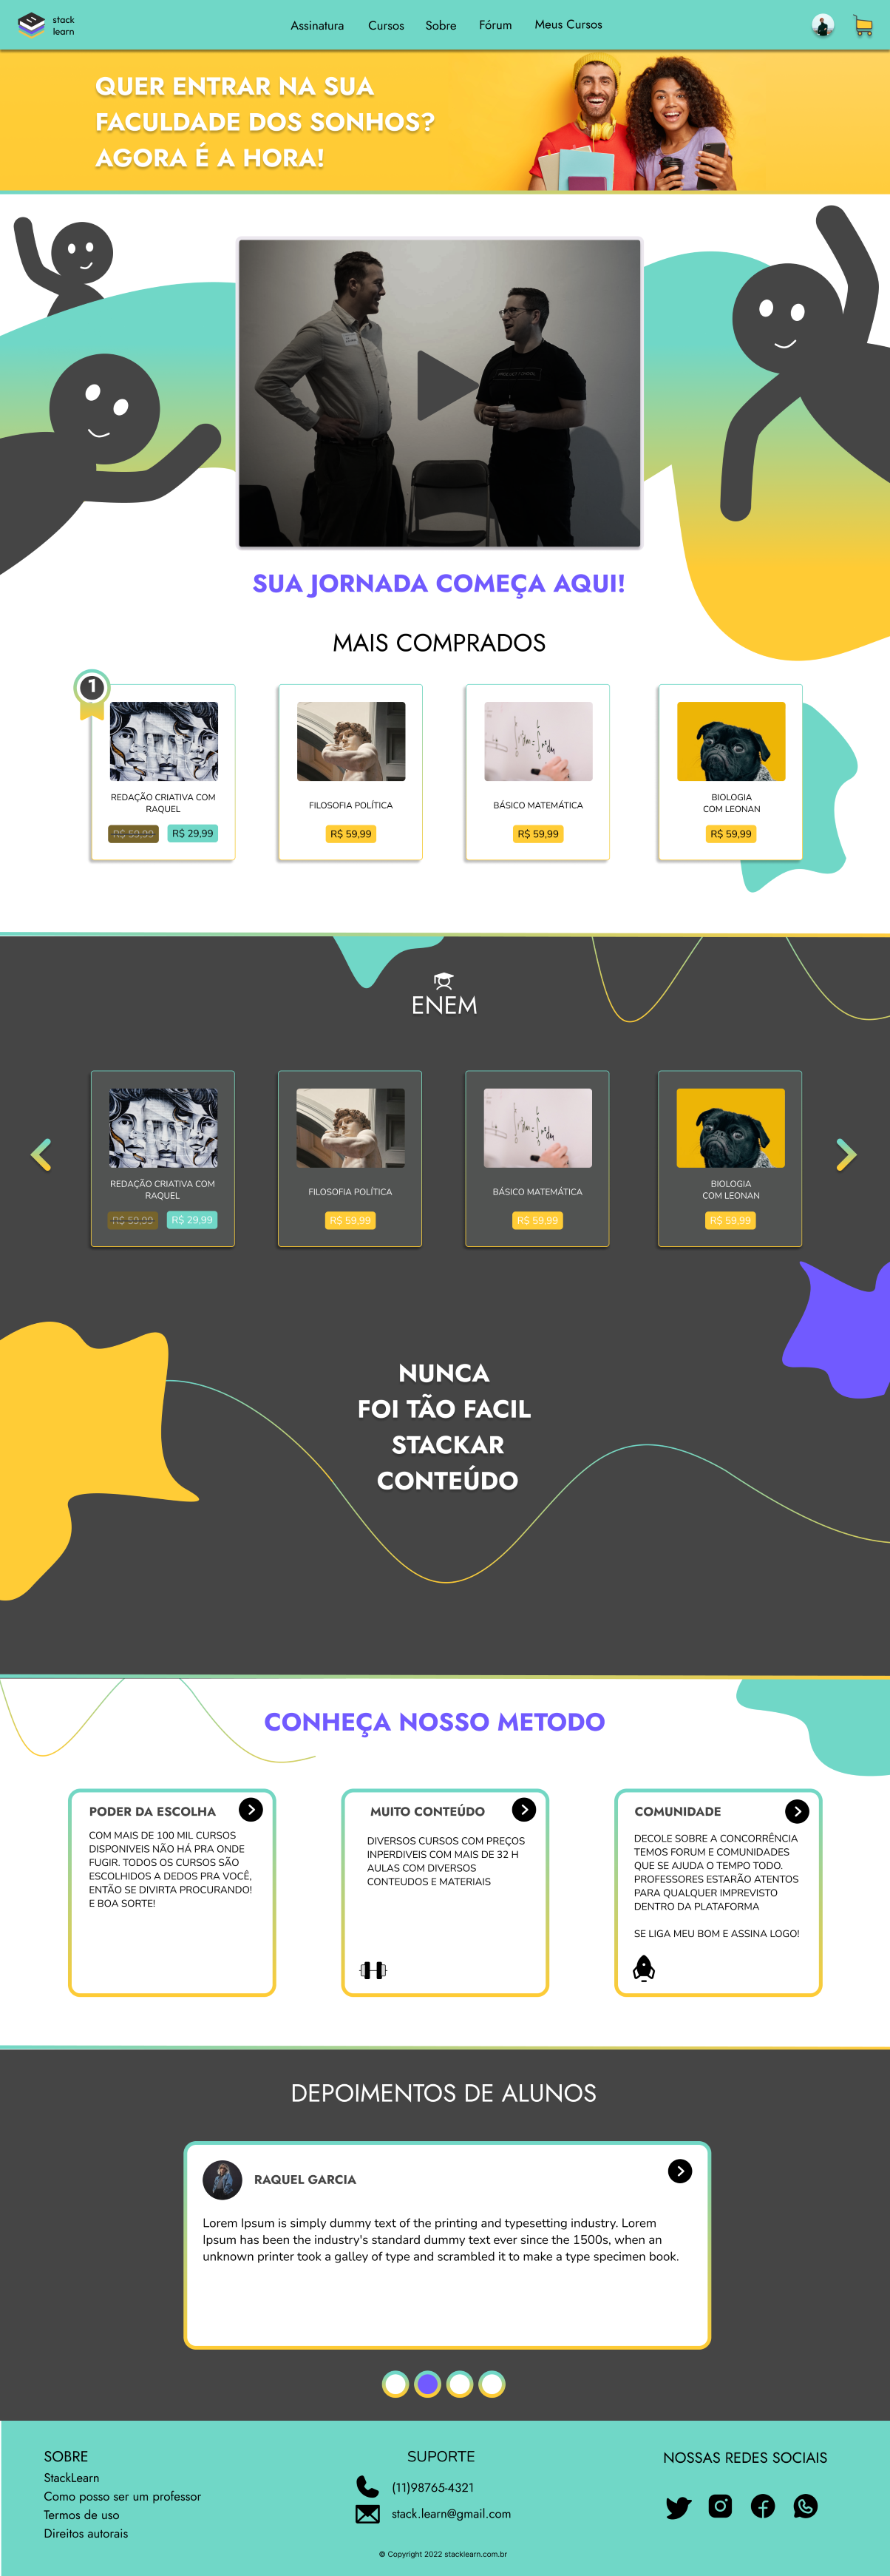 stack
learn
Assinatura
Cursos
Sobre
Fórum
Meus Cursos
QUER ENTRAR NA SUA
FACULDADE DOS SONHOS?
AGORA É A HORA!
SUA JORNADA COMEÇA AQUI!
MAIS COMPRADOS
1
REDAÇÃO CRIATIVA COM
RAQUEL
R$ 59,99
R$ 29,99
FILOSOFIA POLÍTICA
R$ 59,99
BÁSICO MATEMÁTICA
R$ 59,99
BIOLOGIA
COM LEONAN
R$ 59,99
ENEM
REDAÇÃO CRIATIVA COM
RAQUEL
R$ 59,99
R$ 29,99
FILOSOFIA POLÍTICA
R$ 59,99
BÁSICO MATEMÁTICA
R$ 59,99
BIOLOGIA
COM LEONAN
R$ 59,99
NUNCA
FOI TÃO FACIL
STACKAR
CONTEÚDO
CONHEÇA NOSSO METODO
PODER DA ESCOLHA
COM MAIS DE 100 MIL CURSOS
DISPONIVEIS NÃO HÁ PRA ONDE
FUGIR. TODOS OS CURSOS SÃO
ESCOLHIDOS A DEDOS PRA VOCÊ,
ENTÃO SE DIVIRTA PROCURANDO!
E BOA SORTE!
MUITO CONTEÚDO
DIVERSOS CURSOS COM PREÇOS
INPERDIVEIS COM MAIS DE 32 H
AULAS COM DIVERSOS
CONTEUDOS E MATERIAIS
COMUNIDADE
DECOLE SOBRE A CONCORRÊNCIA
TEMOS FORUM E COMUNIDADES
QUE SE AJUDA O TEMPO TODO.
PROFESSORES ESTARÃO ATENTOS
PARA QUALQUER IMPREVISTO
DENTRO DA PLATAFORMA
SE LIGA MEU BOM E ASSINA LOGO!
DEPOIMENTOS DE ALUNOS
RAQUEL GARCIA
Lorem Ipsum is simply dummy text of the printing and typesetting industry. Lorem
Ipsum has been the industry's standard dummy text ever since the 1500s, when an
unknown printer took a galley of type and scrambled it to make a type specimen book.
SOBRE
StackLearn
Como posso ser um professor
Termos de uso
Direitos autorais
SUPORTE
(11)98765-4321
stack.learn@gmail.com
NOSSAS REDES SOCIAIS
© Copyright 2022 stacklearn.com.br